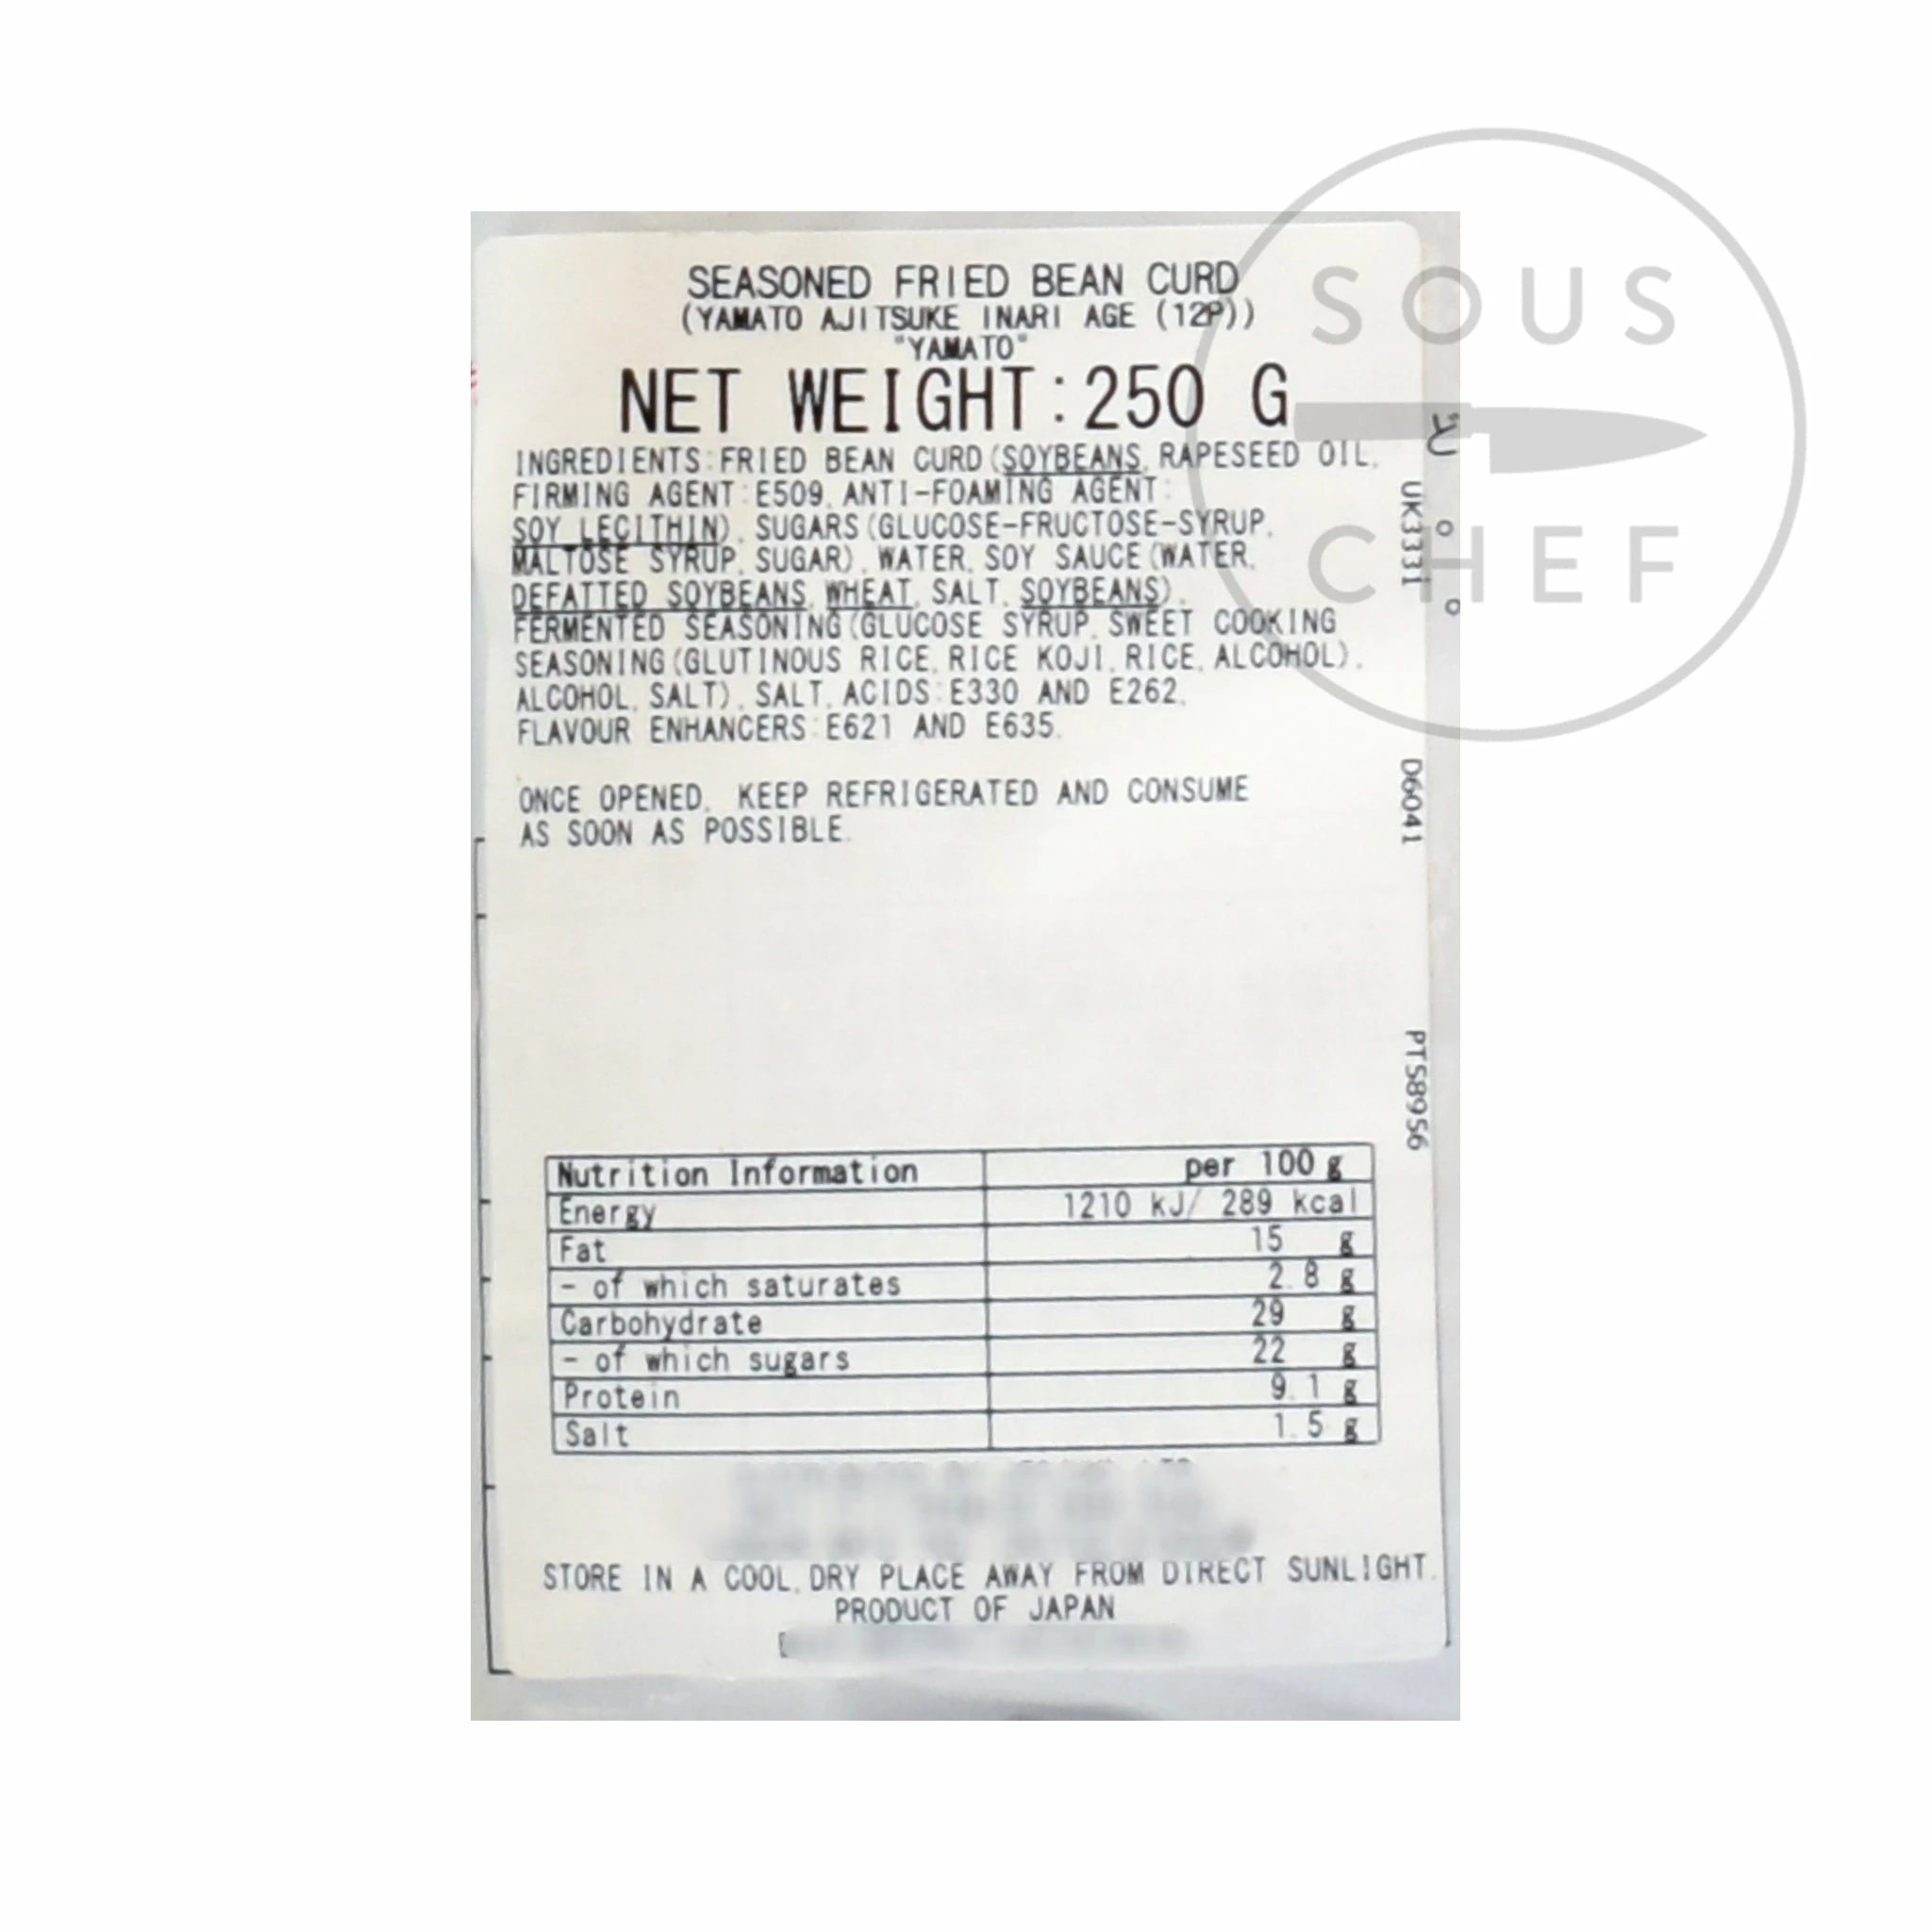 SOUS
CHEF
SEASONED FRIED BEAN CURD
(YAMATO AJITSUKE INARI AGE (12P))
"YAMATO"
NET WEIGHT:250 G
INGREDIENTS:FRIED BEAN CURD(SOYBEANS, RAPESEED OIL,
FIRMING AGENT:E509, ANTI-FOAMING AGENT:
SOY LECITHIN), SUGARS(GLUCOSE-FRUCTOSE-SYRUP,
MALTOSE SYRUP, SUGAR), WATER, SOY SAUCE(WATER,
DEFATTED SOYBEANS, WHEAT, SALT, SOYBEANS),
FERMENTED SEASONING(GLUCOSE SYRUP, SWEET COOKING
SEASONING(GLUTINOUS RICE, RICE KOJI, RICE, ALCOHOL),
ALCOHOL, SALT), SALT, ACIDS:E330 AND E262,
FLAVOUR ENHANCERS:E621 AND E635.
ONCE OPENED, KEEP REFRIGERATED AND CONSUME
AS SOON AS POSSIBLE.
UK3331
D6041
PT58956
Nutrition Information per 100 g
Energy 1210 kJ/ 289 kcal
Fat 15 g
- of which saturates 2.8 g
Carbohydrate 29 g
- of which sugars 22 g
Protein 9.1 g
Salt 1.5 g
STORE IN A COOL, DRY PLACE AWAY FROM DIRECT SUNLIGHT.
PRODUCT OF JAPAN